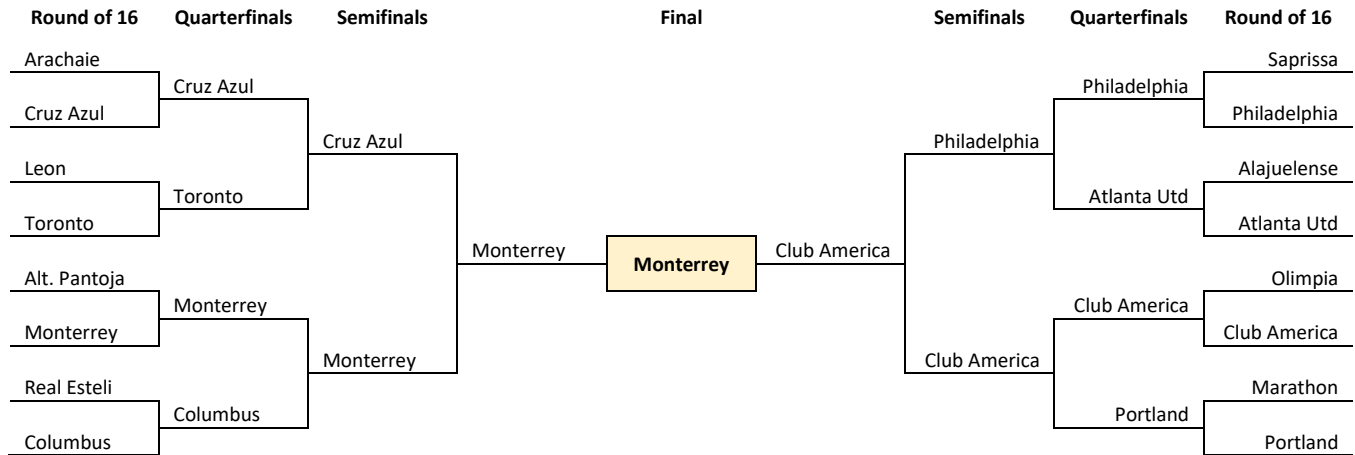 Round of 16 Quarterfinals Semifinals Final Semifinals Quarterfinals Round of 16
Arachaie Saprissa
Cruz Azul Philadelphia
Cruz Azul Philadelphia
Cruz Azul Philadelphia
Leon Alajuelense
Toronto Atlanta Utd
Toronto Atlanta Utd
Monterrey Monterrey Club America
Alt. Pantoja Olimpia
Monterrey Club America
Monterrey Club America
Monterrey Club America
Real Esteli Marathon
Columbus Portland
Columbus Portland